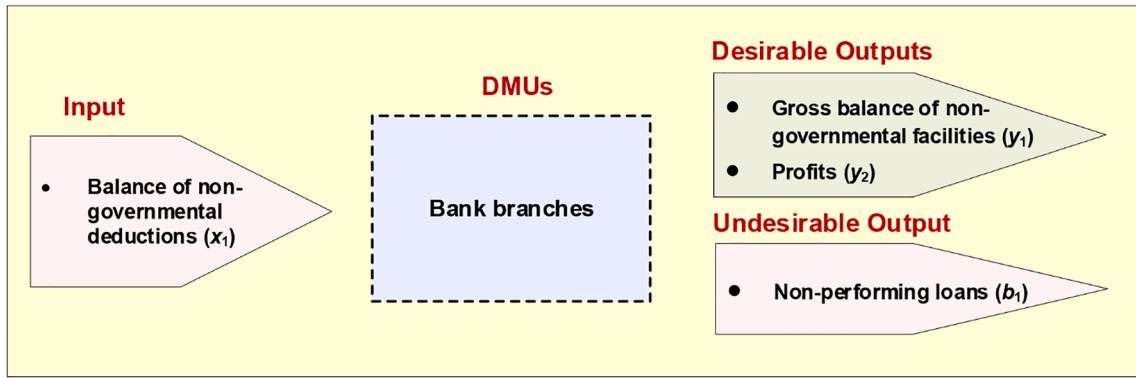 Input
• Balance of non-
governmental
deductions (x₁)
DMUs
Bank branches
Desirable Outputs
• Gross balance of non-
governmental facilities (y₁)
• Profits (y₂)
Undesirable Output
• Non-performing loans (b₁)